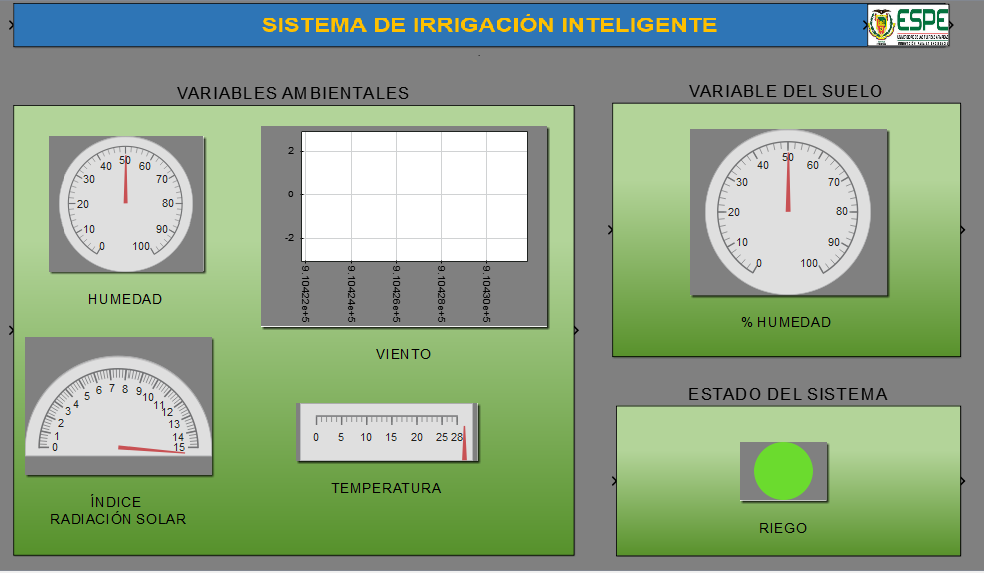 SISTEMA DE IRRIGACIÓN INTELIGENTE
ESPE
VARIABLES AMBIENTALES
0 10 20 30 40 50 60 70 80 90 100
HUMEDAD
2
0
-2
9.10422e+5 9.10424e+5 9.10426e+5 9.10428e+5 9.10430e+5
VIENTO
0 1 2 3 4 5 6 7 8 9 10 11 12 13 14 15
ÍNDICE
RADIACIÓN SOLAR
0 5 10 15 20 25 28
TEMPERATURA
VARIABLE DEL SUELO
0 10 20 30 40 50 60 70 80 90 100
% HUMEDAD
ESTADO DEL SISTEMA
RIEGO